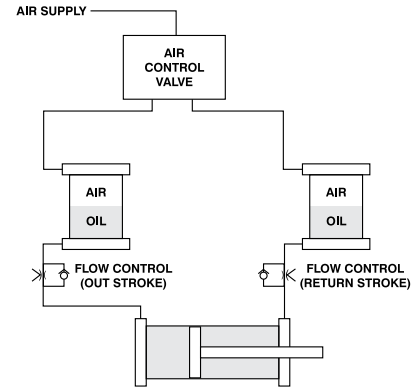 AIR SUPPLY
AIR
CONTROL
VALVE
AIR
OIL
AIR
OIL
FLOW CONTROL
(OUT STROKE)
FLOW CONTROL
(RETURN STROKE)